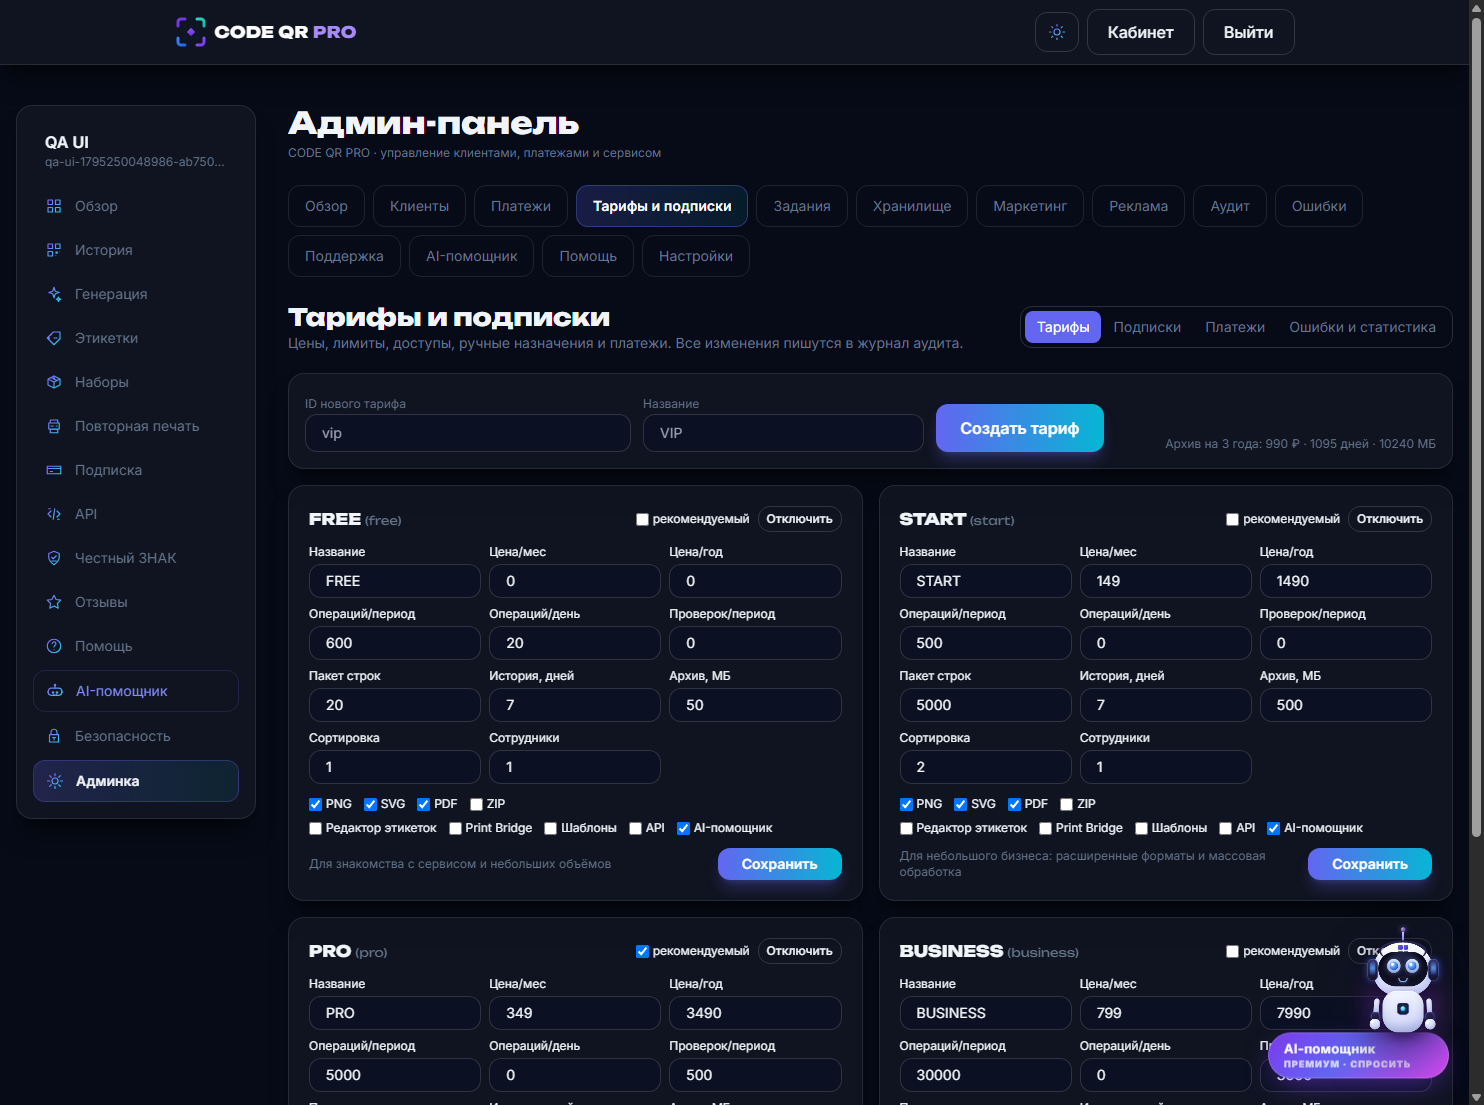 CODE QR PRO
Кабинет
Выйти
QA UI
qa-ui-1795250048986-ab750...
Обзор
История
Генерация
Этикетки
Наборы
Повторная печать
Подписка
API
Честный ЗНАК
Отзывы
Помощь
AI-помощник
Безопасность
Админка
Админ-панель
CODE QR PRO · управление клиентами, платежами и сервисом
Обзор
Клиенты
Платежи
Тарифы и подписки
Задания
Хранилище
Маркетинг
Реклама
Аудит
Ошибки
Поддержка
AI-помощник
Помощь
Настройки
Тарифы и подписки
Цены, лимиты, доступы, ручные назначения и платежи. Все изменения пишутся в журнал аудита.
Тарифы
Подписки
Платежи
Ошибки и статистика
ID нового тарифа
Название
vip
VIP
Создать тариф
Архив на 3 года: 990 ₽ · 1095 дней · 10240 МБ
FREE (free)
рекомендуемый
Отключить
Название Цена/мес Цена/год
FREE 0 0
Операций/период Операций/день Проверок/период
600 20 0
Пакет строк История, дней Архив, МБ
20 7 50
Сортировка Сотрудники
1 1
PNG SVG PDF ZIP
Редактор этикеток Print Bridge Шаблоны API AI-помощник
Для знакомства с сервисом и небольших объёмов
Сохранить
START (start)
рекомендуемый
Отключить
Название Цена/мес Цена/год
START 149 1490
Операций/период Операций/день Проверок/период
500 0 0
Пакет строк История, дней Архив, МБ
5000 7 500
Сортировка Сотрудники
2 1
PNG SVG PDF ZIP
Редактор этикеток Print Bridge Шаблоны API AI-помощник
Для небольшого бизнеса: расширенные форматы и массовая
обработка
Сохранить
PRO (pro)
рекомендуемый
Отключить
Название Цена/мес Цена/год
PRO 349 3490
Операций/период Операций/день Проверок/период
5000 0 500
BUSINESS (business)
рекомендуемый
Название Цена/мес Цена/год
BUSINESS 799 7990
Операций/период Операций/день
30000 0
AI-помощник
ПРЕМИУМ · СПРОСИТЬ